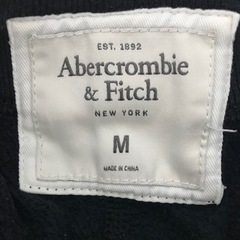 EST. 1892
Abercrombie
& Fitch
NEW YORK
M
MADE IN CHINA